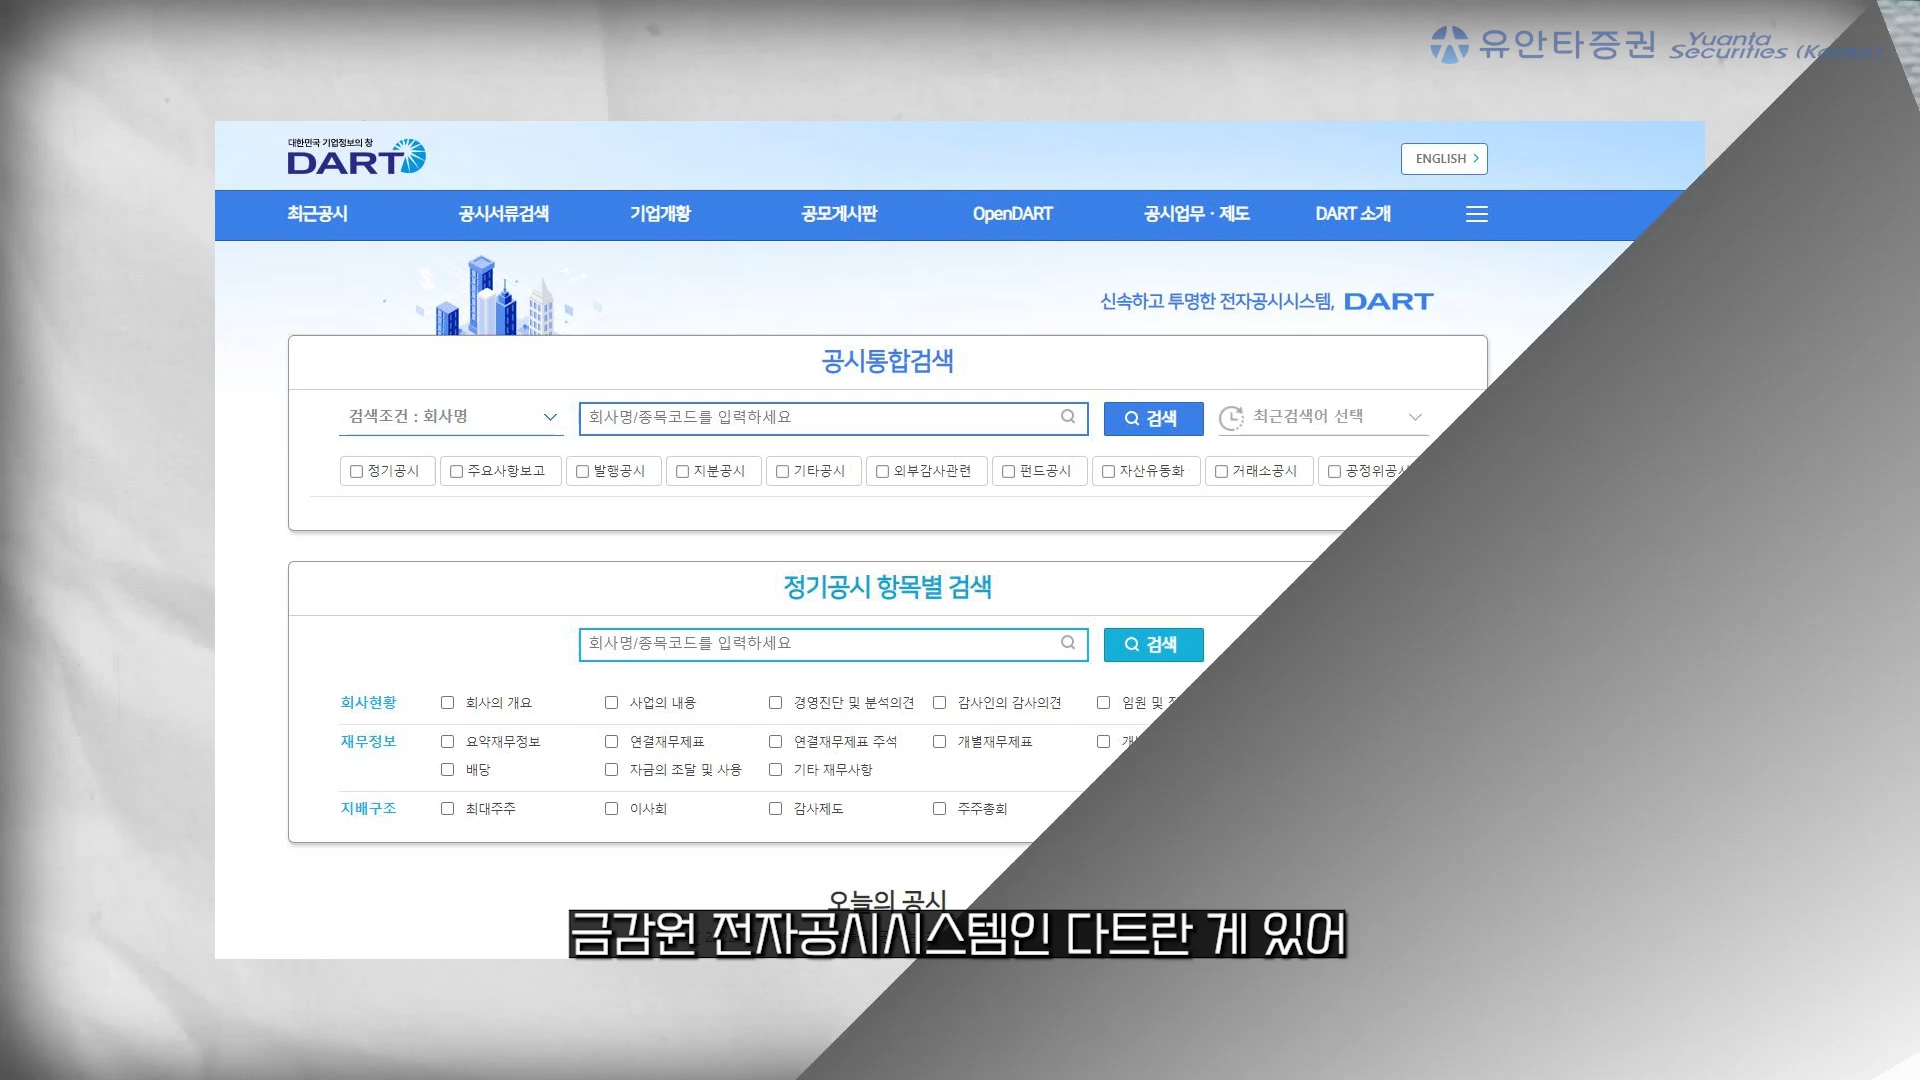 유안타증권 Yuanta Securities (Korea)
대한민국 기업정보의 창
DART
ENGLISH
최근공시 공시서류검색 기업개황 공모게시판 OpenDART 공시업무 · 제도 DART 소개
신속하고 투명한 전자공시시스템, DART
공시통합검색
검색조건 : 회사명 회사명/종목코드를 입력하세요 검색 최근검색어 선택
정기공시 주요사항보고 발행공시 지분공시 기타공시 외부감사관련 펀드공시 자산유동화 거래소공시 공정위공시
정기공시 항목별 검색
회사명/종목코드를 입력하세요 검색
회사현황 회사의 개요 사업의 내용 경영진단 및 분석의견 감사인의 감사의견 임원 및
재무정보 요약재무정보 연결재무제표 연결재무제표 주석 개별재무제표
배당 자금의 조달 및 사용 기타 재무사항
지배구조 최대주주 이사회 감사제도 주주총회
오늘의 공시
금감원 전자공시시스템인 다트란 게 있어